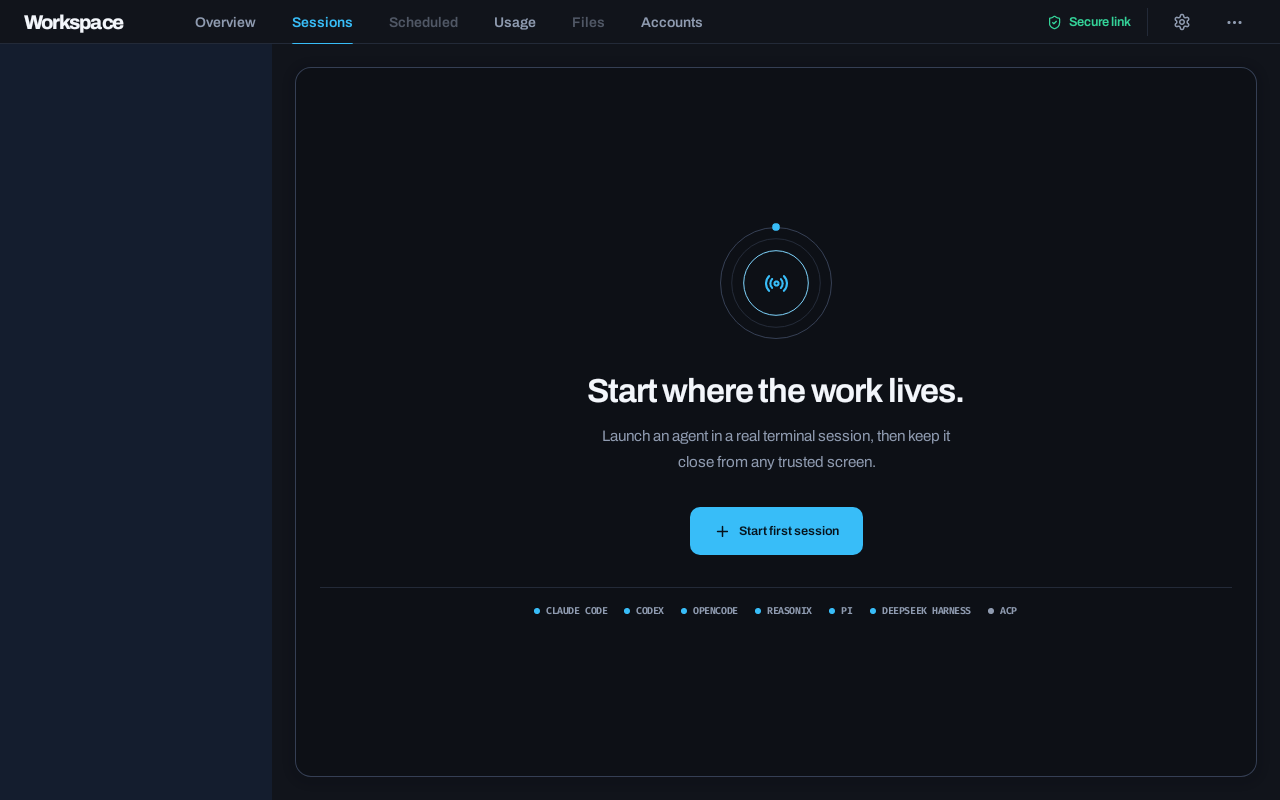 Workspace
Overview
Sessions
Scheduled
Usage
Files
Accounts
Secure link
Start where the work lives.
Launch an agent in a real terminal session, then keep it
close from any trusted screen.
Start first session
CLAUDE CODE
CODEX
OPENCODE
REASONIX
PI
DEEPSEEK HARNESS
ACP